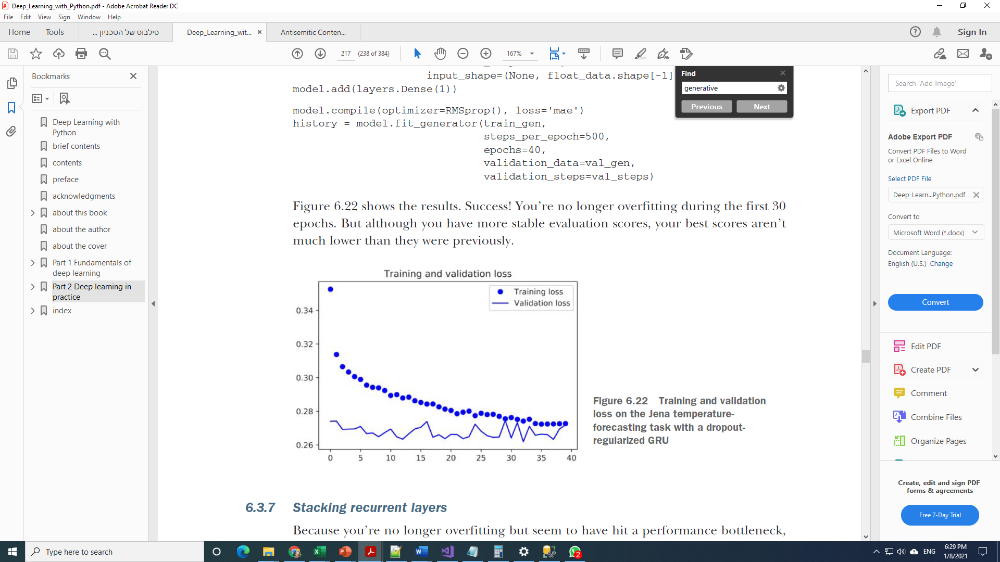 Deep_Learning_with_Python.pdf - Adobe Acrobat Reader DC
File Edit View Sign Window Help
Home Tools
סילבוס של הטכניון ...
Deep_Learning_wit...
Antisemitic Conten...
Sign In
217 (238 of 384)
167%
Bookmarks
Deep Learning with
Python
brief contents
contents
preface
acknowledgments
about this book
about the author
about the cover
Part 1 Fundamentals of
deep learning
Part 2 Deep learning in
practice
index
input_shape=(None, float_data.shape[-1]
model.add(layers.Dense(1))
model.compile(optimizer=RMSprop(), loss='mae')
history = model.fit_generator(train_gen,
steps_per_epoch=500,
epochs=40,
validation_data=val_gen,
validation_steps=val_steps)
Find
generative
Previous Next
Figure 6.22 shows the results. Success! You’re no longer overfitting during the first 30
epochs. But although you have more stable evaluation scores, your best scores aren’t
much lower than they were previously.
Training and validation loss
Training loss
Validation loss
0.34
0.32
0.30
0.28
0.26
0 5 10 15 20 25 30 35 40
Figure 6.22 Training and validation
loss on the Jena temperature-
forecasting task with a dropout-
regularized GRU
6.3.7 Stacking recurrent layers
Because you’re no longer overfitting but seem to have hit a performance bottleneck,
Search 'Add Image'
Export PDF
Adobe Export PDF
Convert PDF Files to Word
or Excel Online
Select PDF File
Deep_Learn...Python.pdf
Convert to
Microsoft Word (*.docx)
Document Language:
English (U.S.) Change
Convert
Edit PDF
Create PDF
Comment
Combine Files
Organize Pages
Create, edit and sign PDF
forms & agreements
Free 7-Day Trial
Type here to search
2
ENG
6:29 PM
1/8/2021